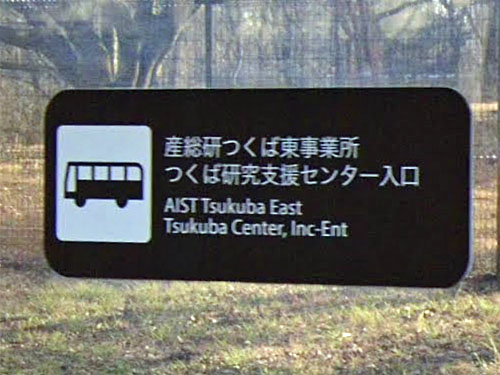 産総研つくば東事業所
つくば研究支援センター入口
AIST Tsukuba East
Tsukuba Center, Inc-Ent